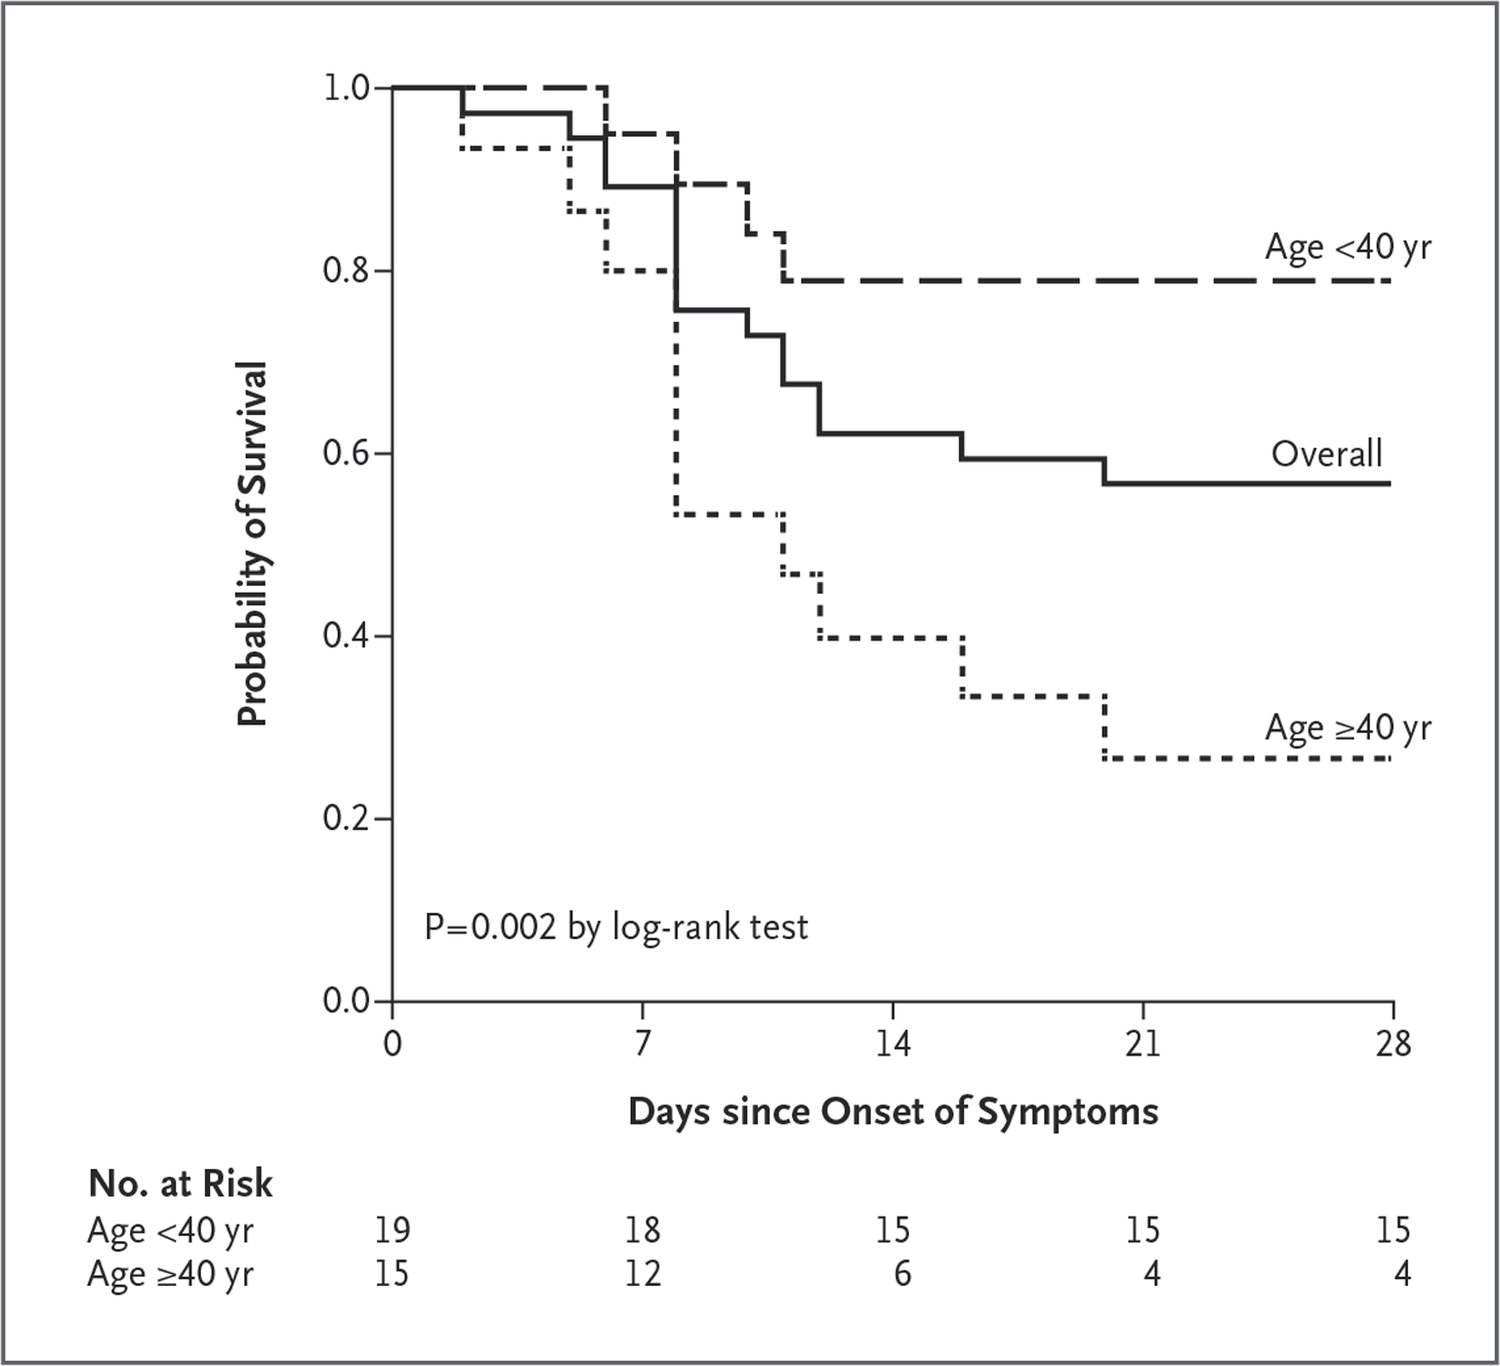 1.0
0.8
0.6
0.4
0.2
0.0
Probability of Survival
Age <40 yr
Overall
Age ≥40 yr
P=0.002 by log-rank test
0 7 14 21 28
Days since Onset of Symptoms
No. at Risk
Age <40 yr 19 18 15 15 15
Age ≥40 yr 15 12 6 4 4